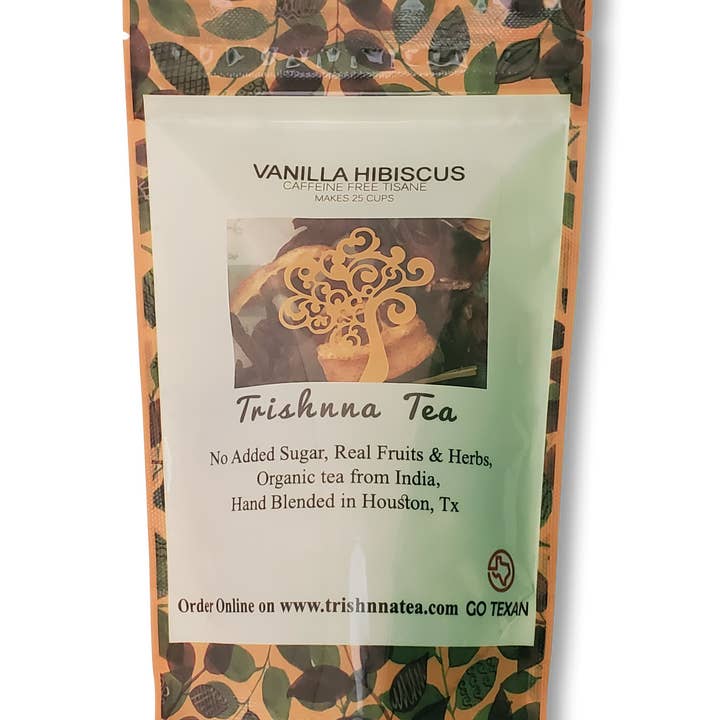 VANILLA HIBISCUS
CAFFEINE FREE TISANE
MAKES 25 CUPS
Trishnna Tea
No Added Sugar, Real Fruits & Herbs,
Organic tea from India,
Hand Blended in Houston, Tx
Order Online on www.trishnnatea.com GO TEXAN